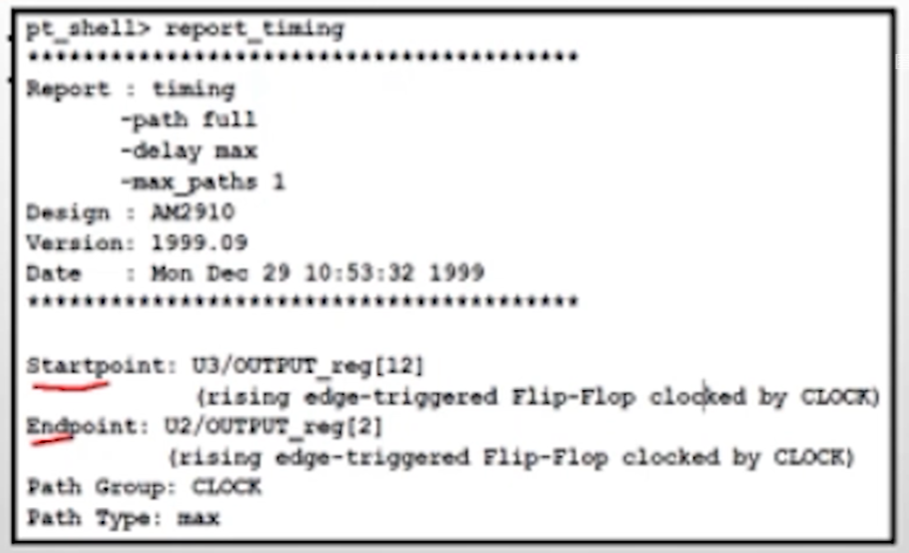 pt_shell> report_timing
****************************************
Report : timing
-path full
-delay max
-max_paths 1
Design : AM2910
Version: 1999.09
Date : Mon Dec 29 10:53:32 1999
****************************************
Startpoint: U3/OUTPUT_reg[12]
(rising edge-triggered Flip-Flop clocked by CLOCK)
Endpoint: U2/OUTPUT_reg[2]
(rising edge-triggered Flip-Flop clocked by CLOCK)
Path Group: CLOCK
Path Type: max